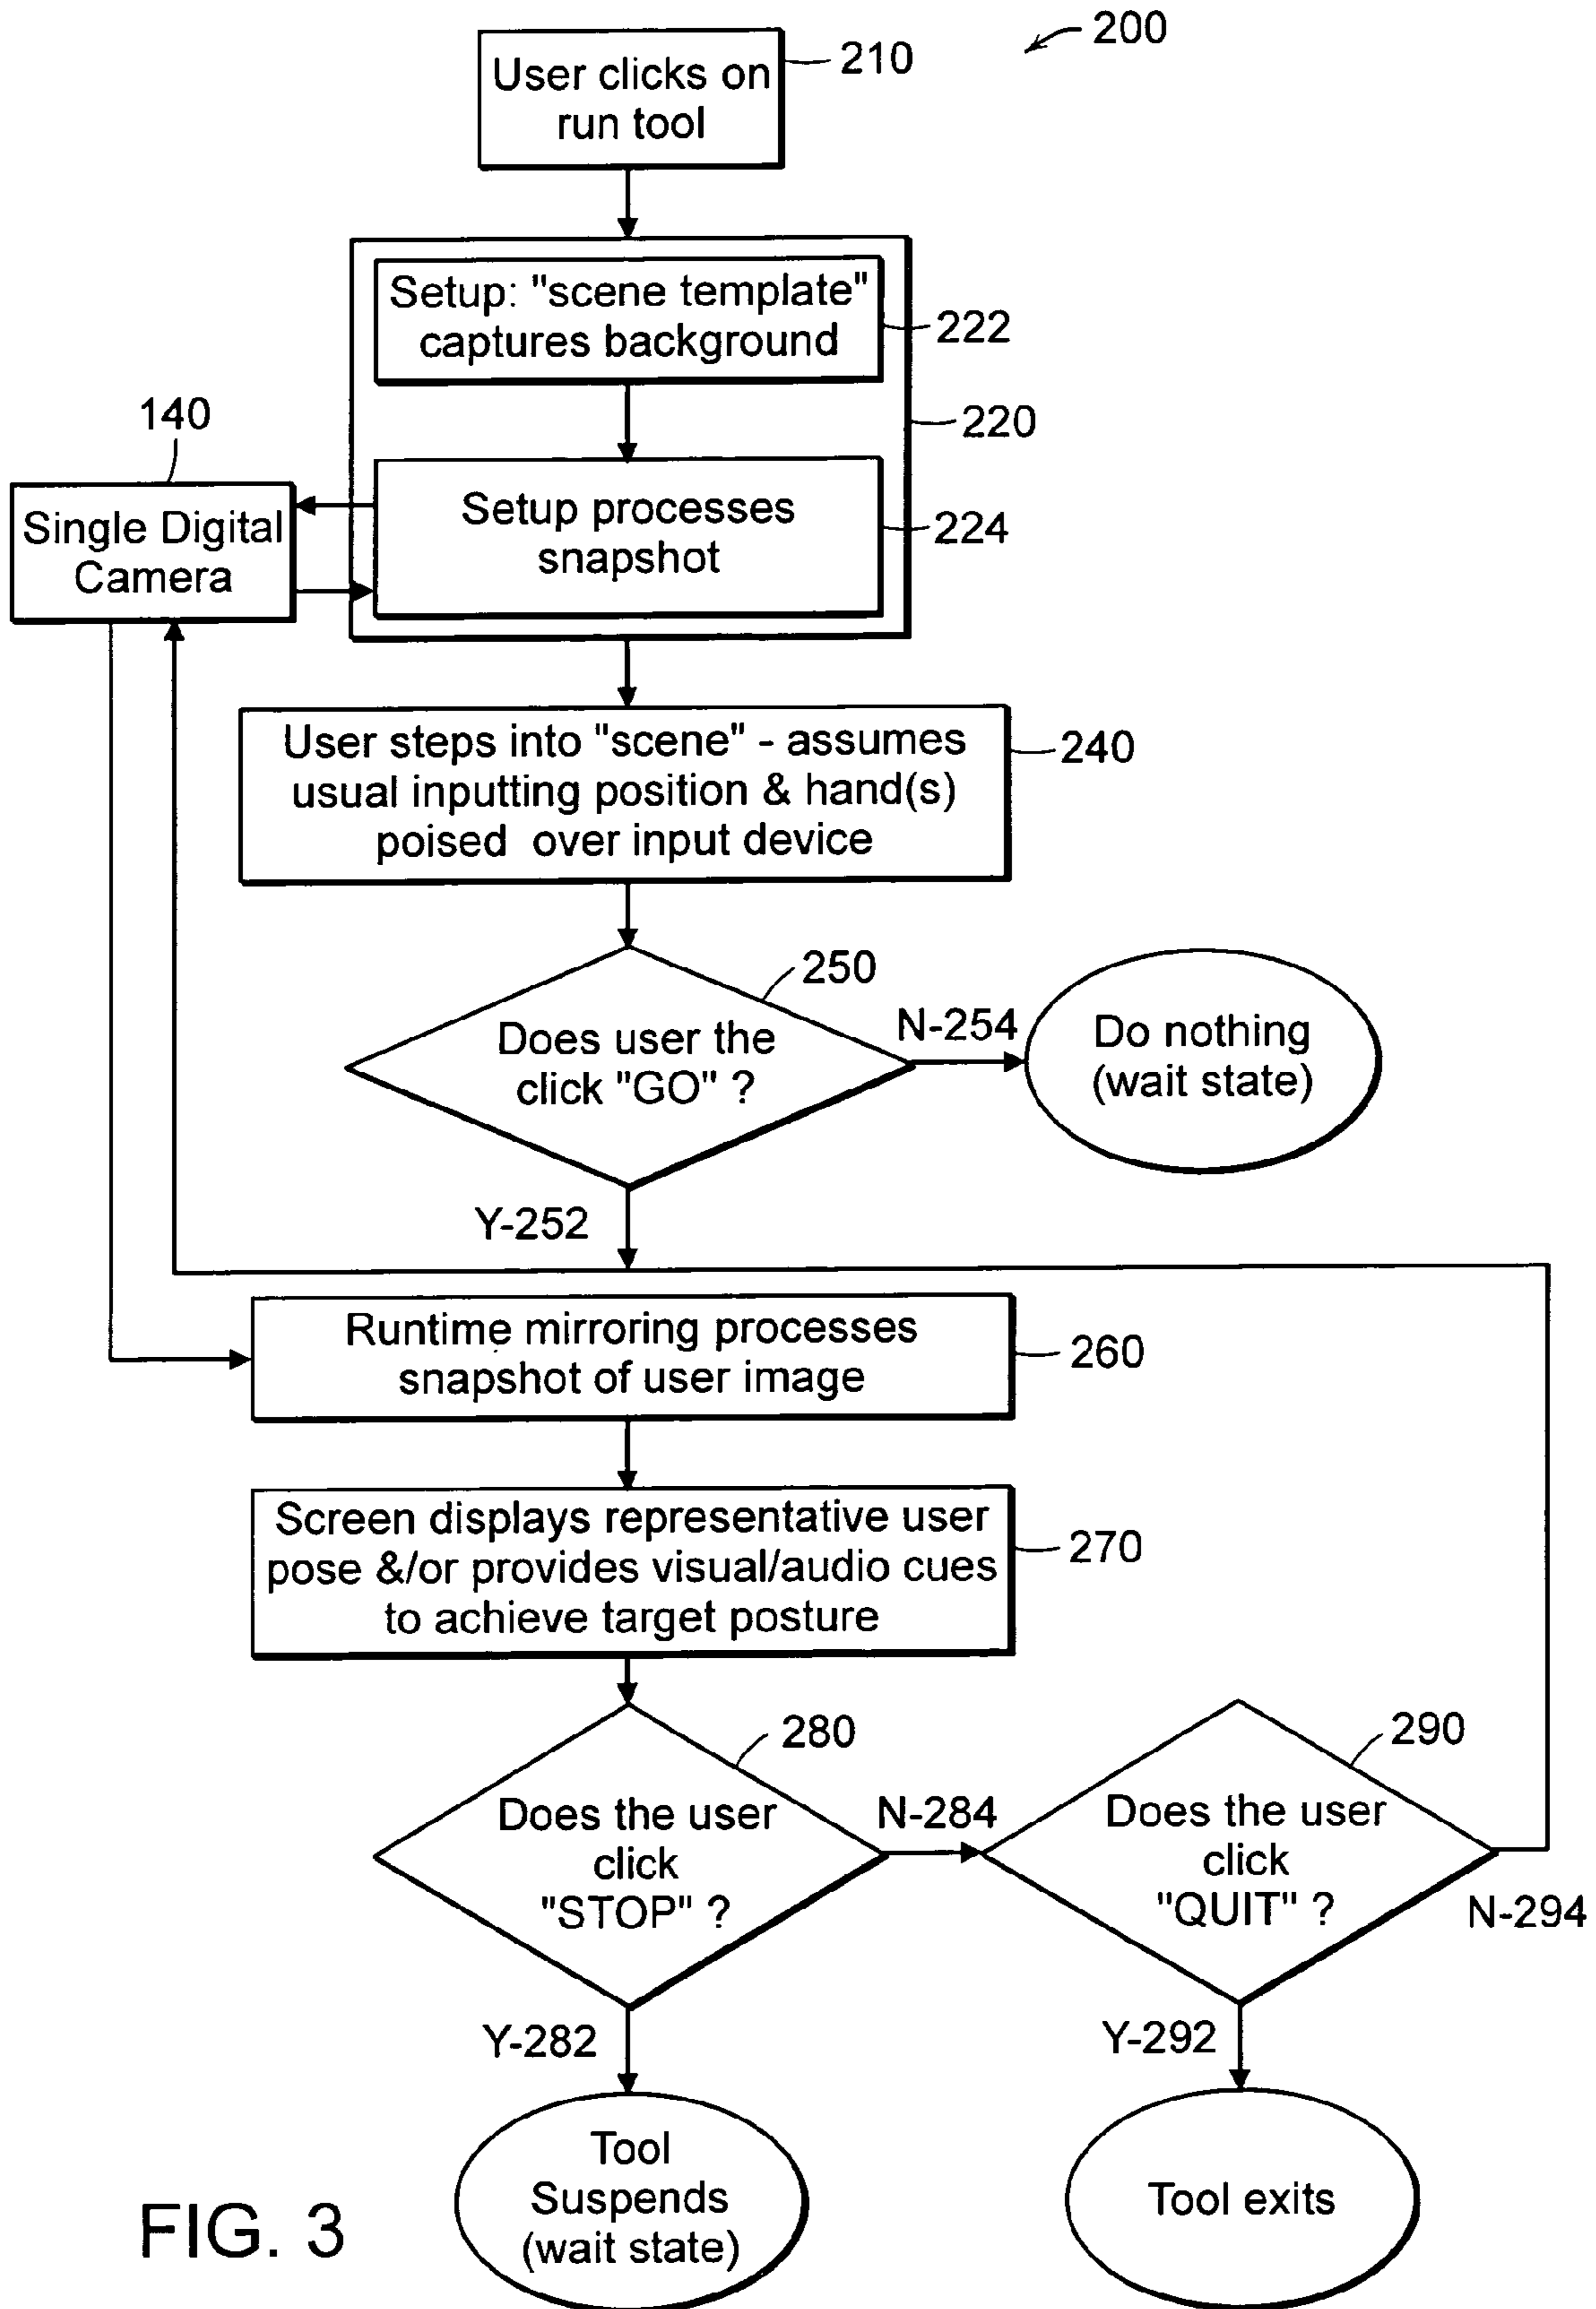 200
User clicks on
run tool
210
Setup: "scene template"
captures background
222
220
140
Single Digital
Camera
Setup processes
snapshot
224
User steps into "scene" - assumes
usual inputting position & hand(s)
poised over input device
240
250
Does user the
click "GO" ?
N-254
Do nothing
(wait state)
Y-252
Runtime mirroring processes
snapshot of user image
260
Screen displays representative user
pose &/or provides visual/audio cues
to achieve target posture
270
280
Does the user
click
"STOP" ?
N-284
290
Does the user
click
"QUIT" ?
N-294
Y-282
Y-292
Tool
Suspends
(wait state)
Tool exits
FIG. 3